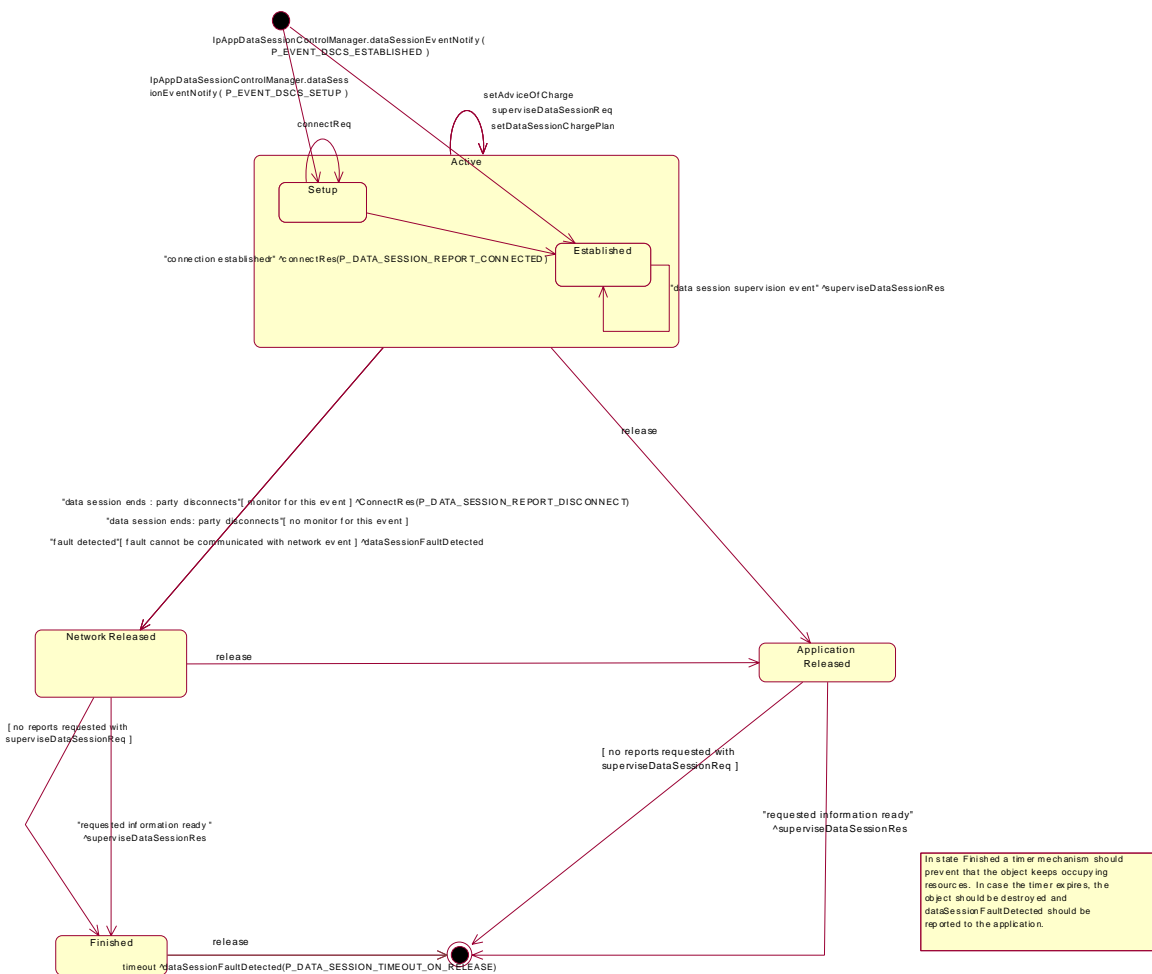 IpAppDataSessionControlManager.dataSessionEventNotify(
P_EVENT_DSCS_ESTABLISHED )
IpAppDataSessionControlManager.dataSess
ionEventNotify( P_EVENT_DSCS_SETUP )
setAdviceOfCharge
superviseDataSessionReq
setDataSessionChargePlan
connectReq
Active
Setup
Established
"connection establishedr" ^connectRes(P_DATA_SESSION_REPORT_CONNECTED)
"data session supervision event" ^superviseDataSessionRes
release
"data session ends : party disconnects"[ monitor for this event ] ^ConnectRes(P_DATA_SESSION_REPORT_DISCONNECT)
"data session ends: party disconnects"[ no monitor for this event ]
"fault detected"[ fault cannot be communicated with network event ] ^dataSessionFaultDetected
Network Released
Application
Released
release
[ no reports requested with
superviseDataSessionReq ]
[ no reports requested with
superviseDataSessionReq ]
"requested information ready"
^superviseDataSessionRes
"requested information ready"
^superviseDataSessionRes
In state Finished a timer mechanism should
prevent that the object keeps occupying
resources. In case the timer expires, the
object should be destroyed and
dataSessionFaultDetected should be
reported to the application.
Finished
release
timeout ^dataSessionFaultDetected(P_DATA_SESSION_TIMEOUT_ON_RELEASE)